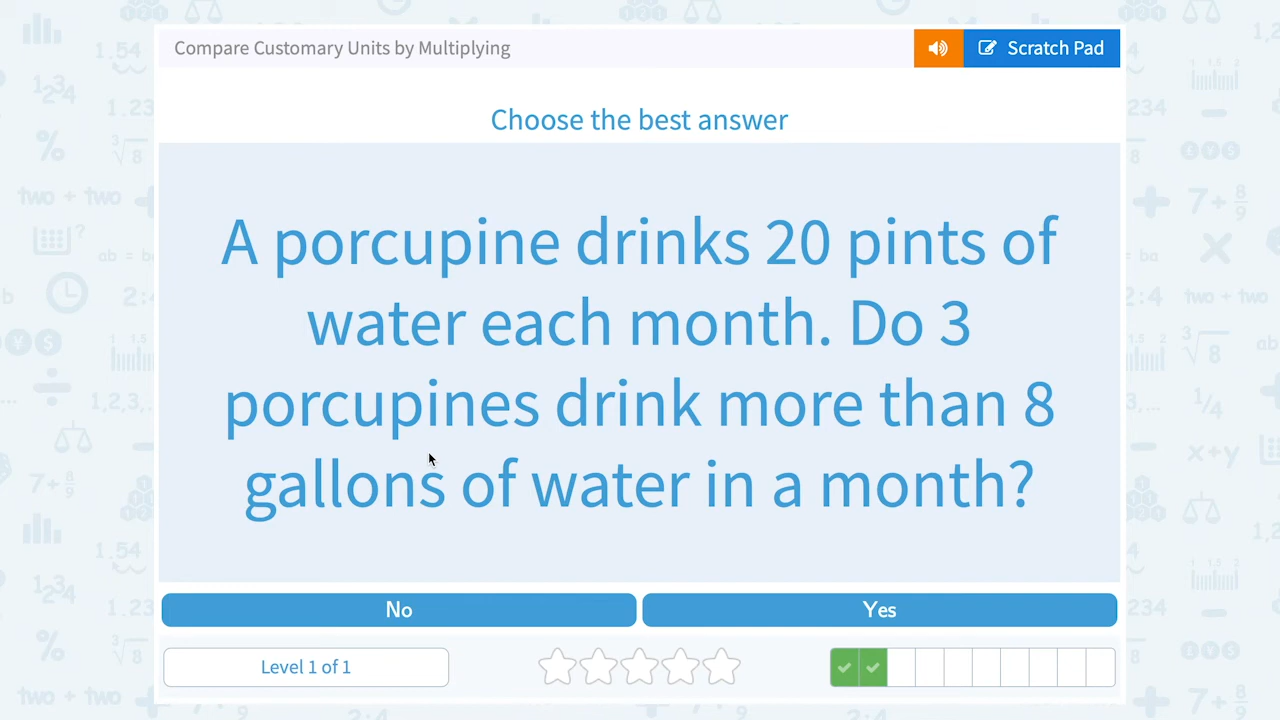 Compare Customary Units by Multiplying
Scratch Pad
Choose the best answer
A porcupine drinks 20 pints of
water each month. Do 3
porcupines drink more than 8
gallons of water in a month?
No
Yes
Level 1 of 1